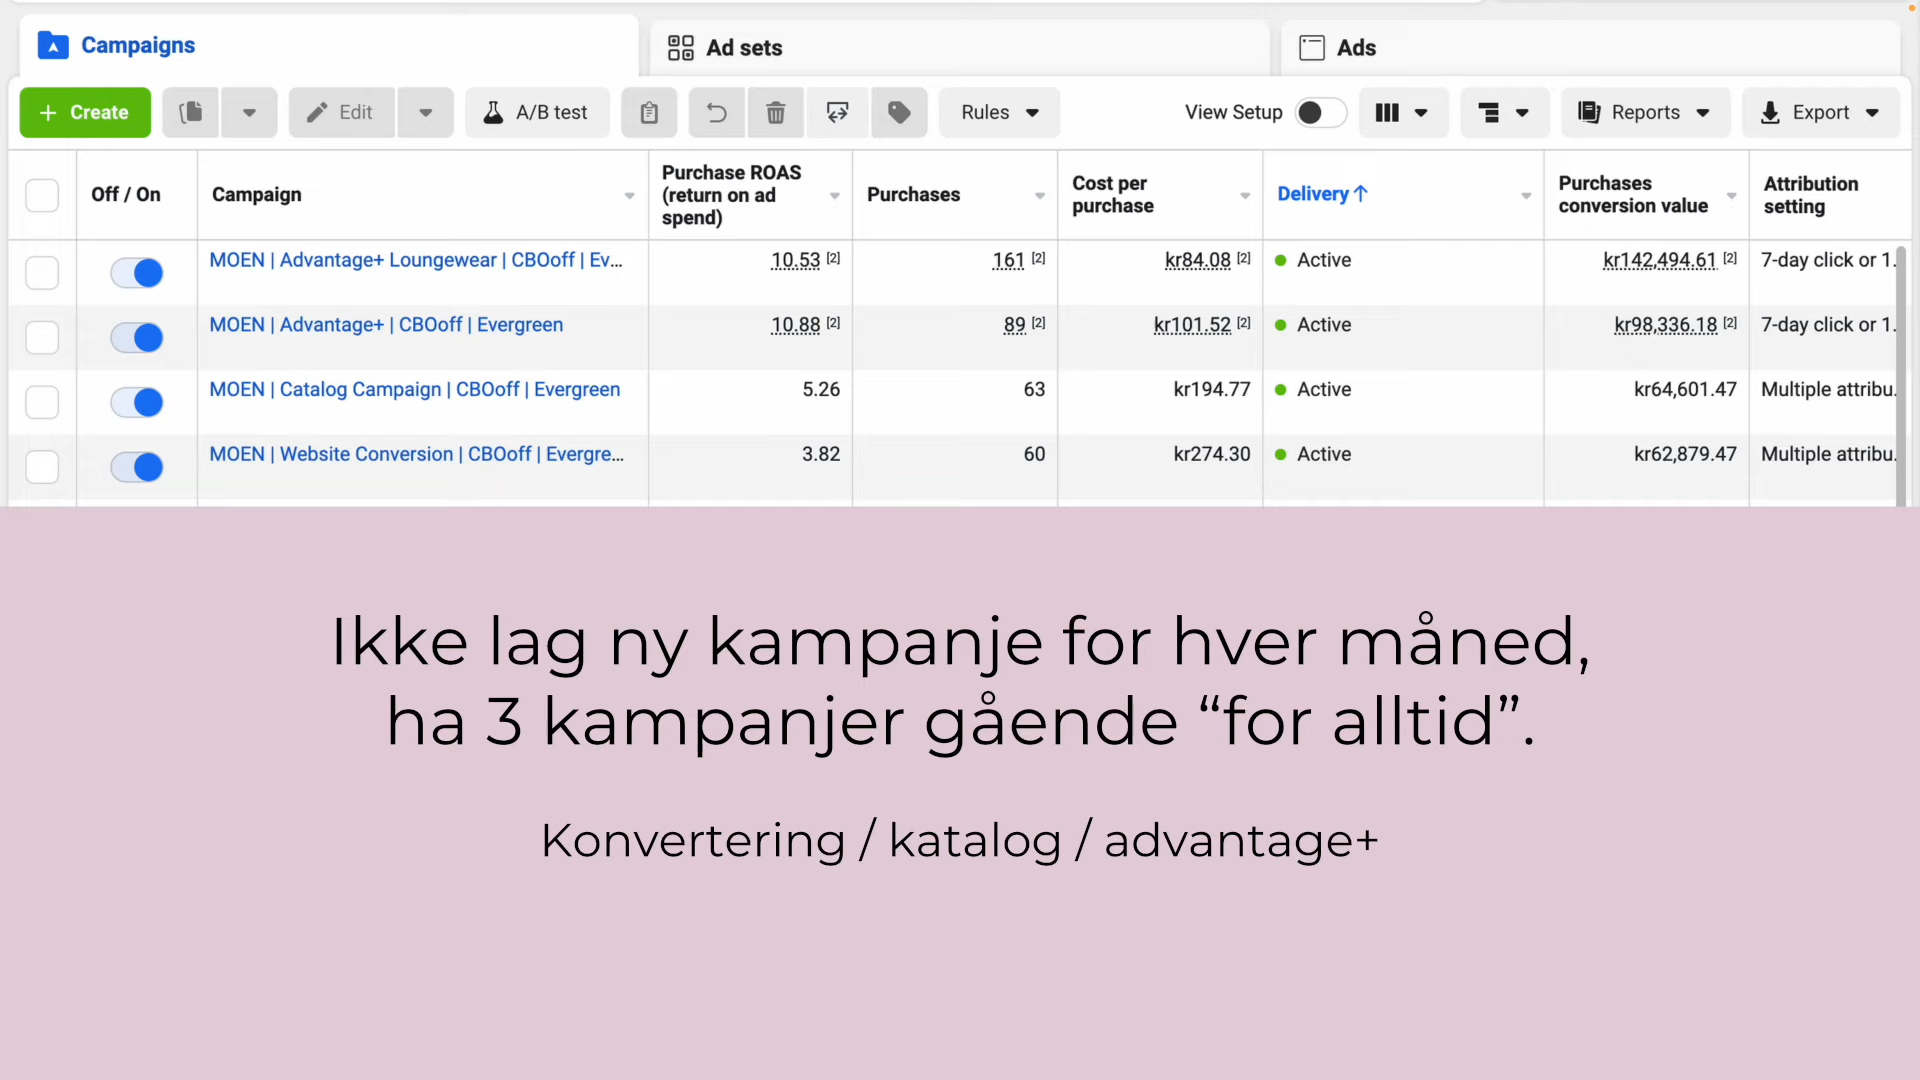 Campaigns
Ad sets
Ads
+ Create
Edit
A/B test
Rules
View Setup
Reports
Export
Off / On
Campaign
Purchase ROAS
(return on ad
spend)
Purchases
Cost per
purchase
Delivery ↑
Purchases
conversion value
Attribution
setting
MOEN | Advantage+ Loungewear | CBOoff | Ev... 10.53 [2] 161 [2] kr84.08 [2] Active kr142,494.61 [2] 7-day click or 1...
MOEN | Advantage+ | CBOoff | Evergreen 10.88 [2] 89 [2] kr101.52 [2] Active kr98,336.18 [2] 7-day click or 1...
MOEN | Catalog Campaign | CBOoff | Evergreen 5.26 63 kr194.77 Active kr64,601.47 Multiple attribu...
MOEN | Website Conversion | CBOoff | Evergre... 3.82 60 kr274.30 Active kr62,879.47 Multiple attribu...
Ikke lag ny kampanje for hver måned,
ha 3 kampanjer gående “for alltid”.
Konvertering / katalog / advantage+